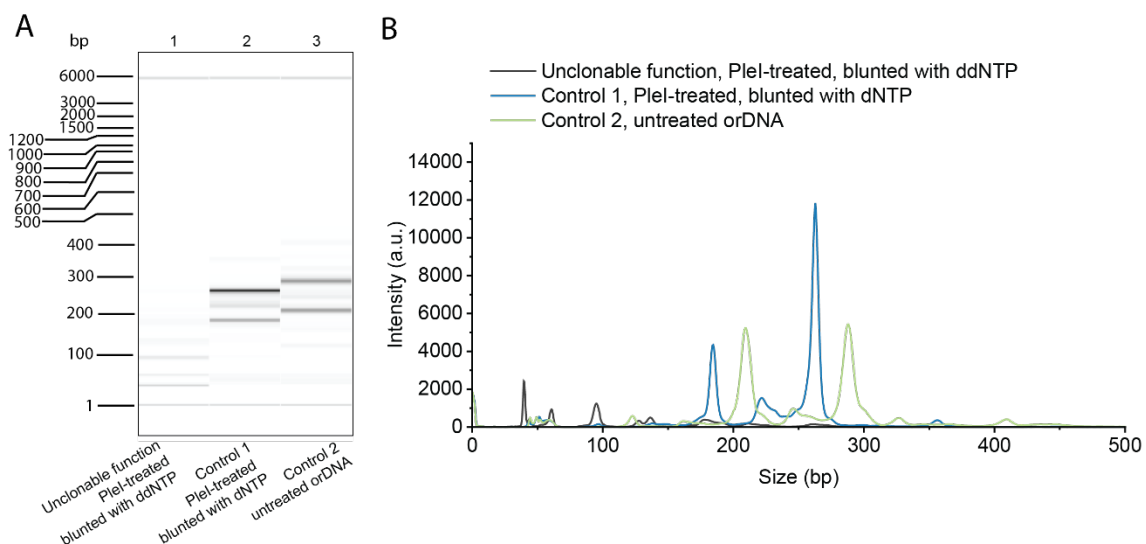 A
bp
1 2 3
6000
3000
2000
1500
1200
1000
900
800
700
600
500
400
300
200
100
1
Unclonable function
PleI-treated
blunted with ddNTP
Control 1
PleI-treated
blunted with dNTP
Control 2
untreated orDNA
B
Unclonable function, PleI-treated, blunted with ddNTP
Control 1, PleI-treated, blunted with dNTP
Control 2, untreated orDNA
Intensity (a.u.)
14000
12000
10000
8000
6000
4000
2000
0
0 100 200 300 400 500
Size (bp)